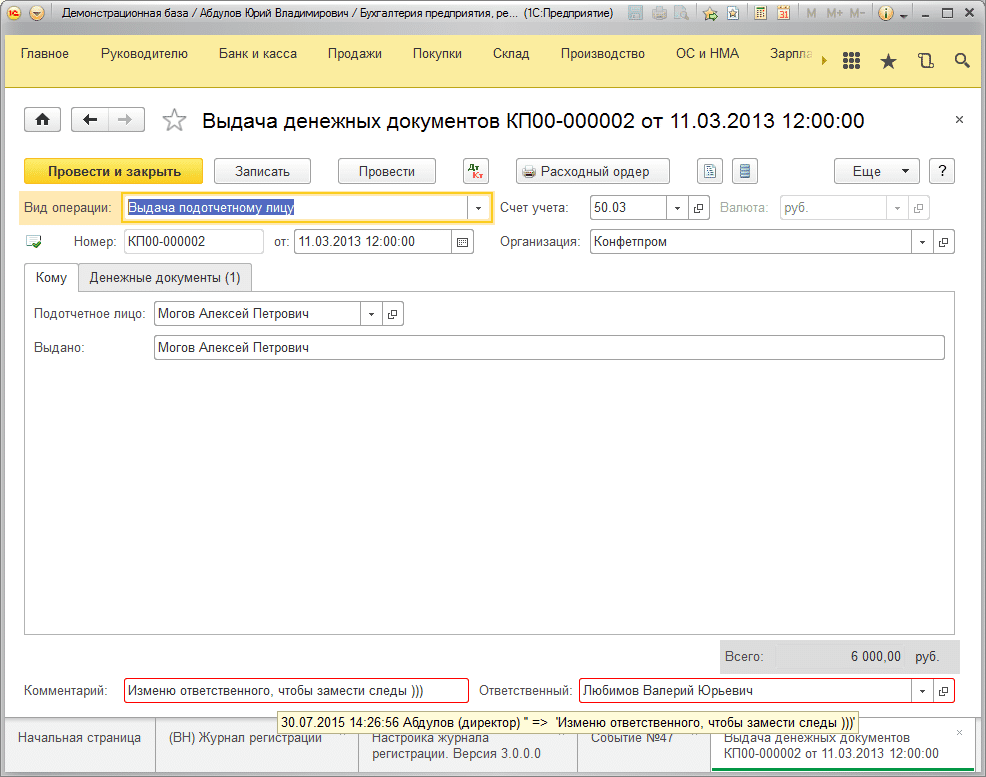 Демонстрационная база / Абдулов Юрий Владимирович / Бухгалтерия предприятия, ре... (1С:Предприятие)
M M+ M-
31
Главное Руководителю Банк и касса Продажи Покупки Склад Производство ОС и НМА Зарпла
Выдача денежных документов КП00-000002 от 11.03.2013 12:00:00
Провести и закрыть Записать Провести Дт Кт Расходный ордер Еще ?
Вид операции: Выдача подотчетному лицу Счет учета: 50.03 Валюта: руб.
Номер: КП00-000002 от: 11.03.2013 12:00:00 Организация: Конфетпром
Кому Денежные документы (1)
Подотчетное лицо: Могов Алексей Петрович
Выдано: Могов Алексей Петрович
Всего: 6 000,00 руб.
Комментарий: Изменю ответственного, чтобы замести следы ))) Ответственный: Любимов Валерий Юрьевич
30.07.2015 14:26:56 Абдулов (директор) '' => 'Изменю ответственного, чтобы замести следы )))'
Начальная страница (ВН) Журнал регистрации Настройка журнала Событие №47 Выдача денежных документов
регистрации. Версия 3.0.0.0 КП00-000002 от 11.03.2013 12:00:00